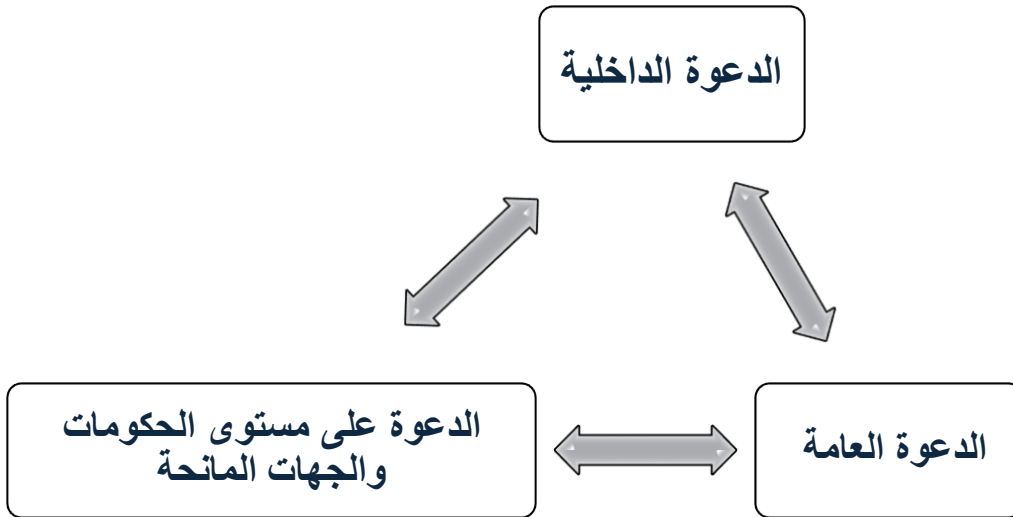 الدعوة الداخلية
الدعوة العامة
الدعوة على مستوى الحكومات
والجهات المانحة